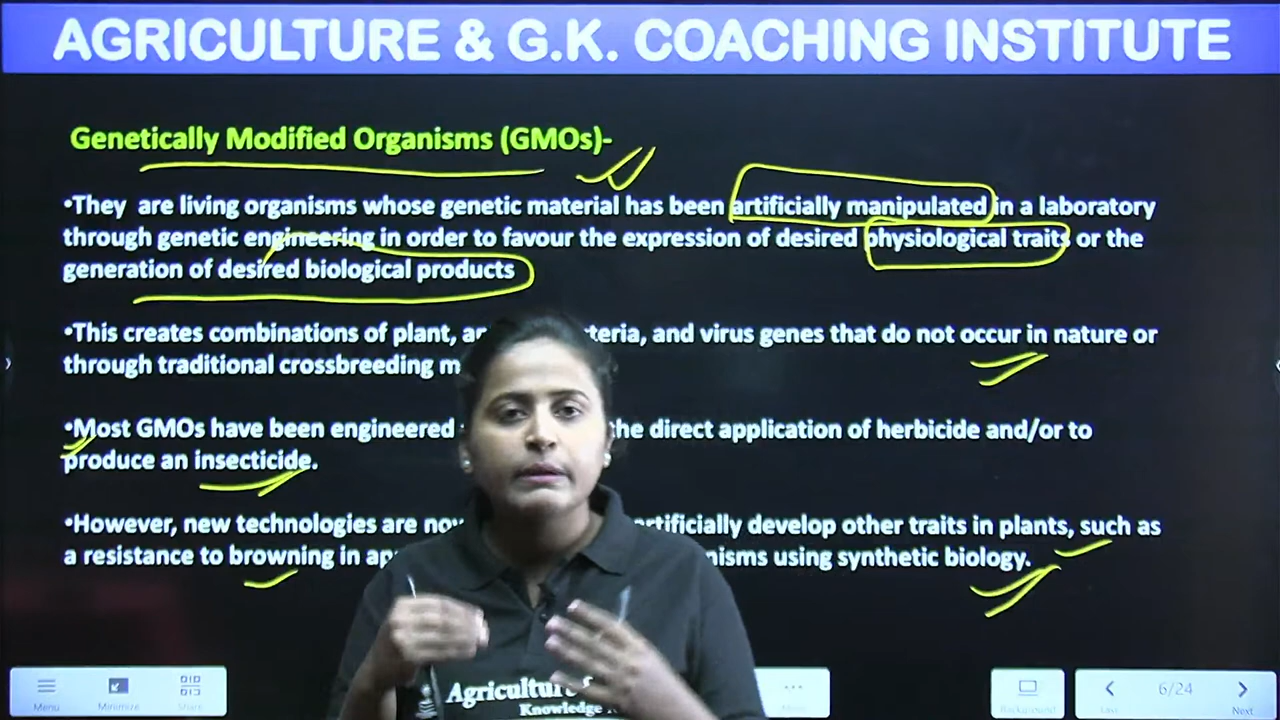 AGRICULTURE & G.K. COACHING INSTITUTE
Genetically Modified Organisms (GMOs)-
•They are living organisms whose genetic material has been artificially manipulated in a laboratory
through genetic engineering in order to favour the expression of desired physiological traits or the
generation of desired biological products
•This creates combinations of plant, and virus genes that do not occur in nature or
through traditional crossbreeding
•Most GMOs have been engineered the direct application of herbicide and/or to
produce an insecticide.
•However, new technologies are artificially develop other traits in plants, such as
a resistance to browning in using synthetic biology.
Agriculture
Knowledge
Menu
Minimize
Share
More
Background
6/24
Next